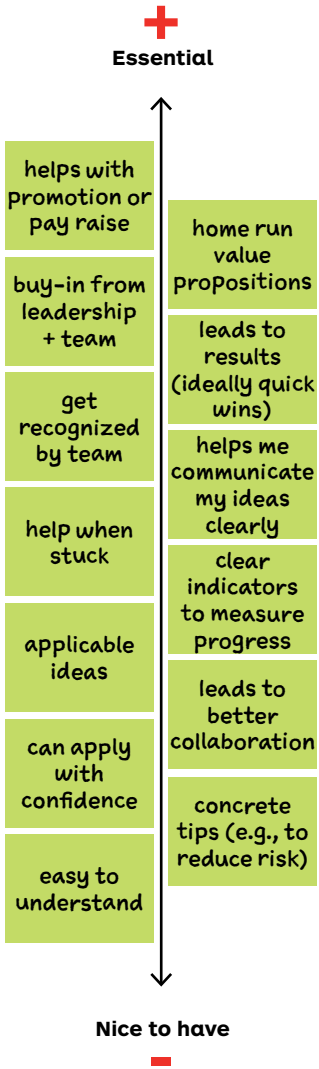 Essential
helps with
promotion or
pay raise
home run
value
propositions
buy-in from
leadership
+ team
leads to
results
(ideally quick
wins)
get
recognized
by team
helps me
communicate
my ideas
clearly
help when
stuck
clear
indicators
to measure
progress
applicable
ideas
leads to
better
collaboration
can apply
with
confidence
concrete
tips (e.g., to
reduce risk)
easy to
understand
Nice to have